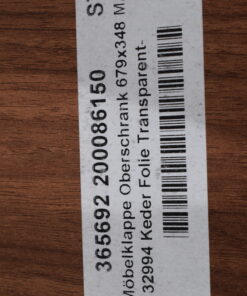 S
365692 200086150
Möbelklappe Oberschrank 679x348 M
32994 Keder Folie Transparent-